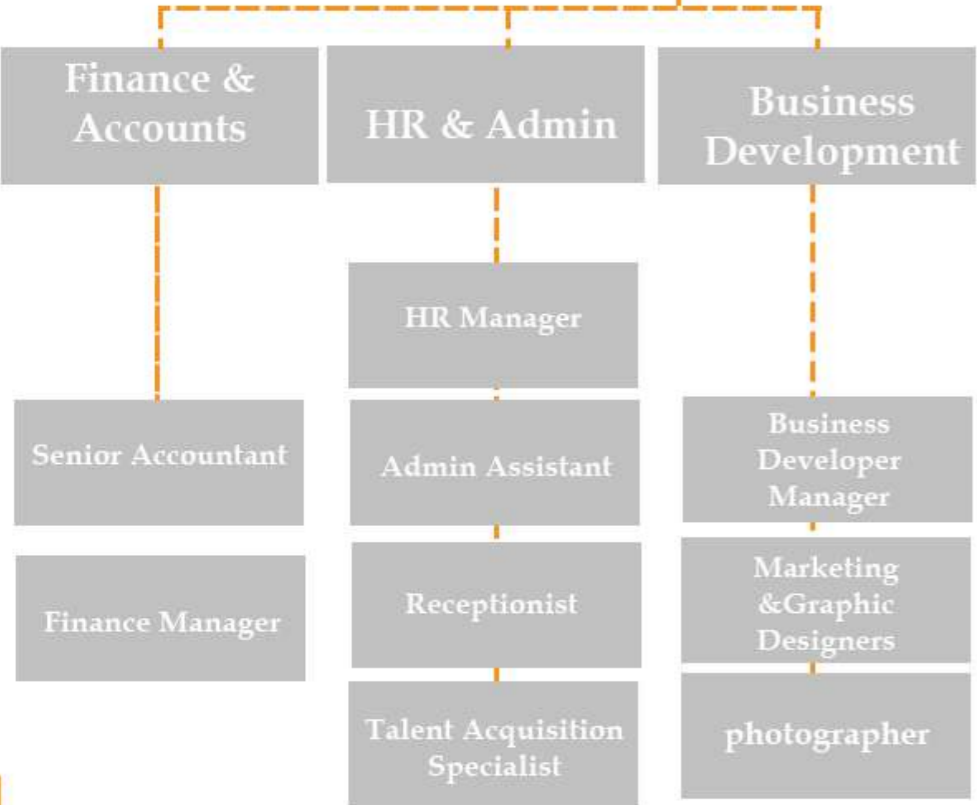 Finance &
Accounts
HR & Admin
Business
Development
HR Manager
Senior Accountant
Admin Assistant
Business
Developer
Manager
Finance Manager
Receptionist
Marketing
&Graphic
Designers
Talent Acquisition
Specialist
photographer